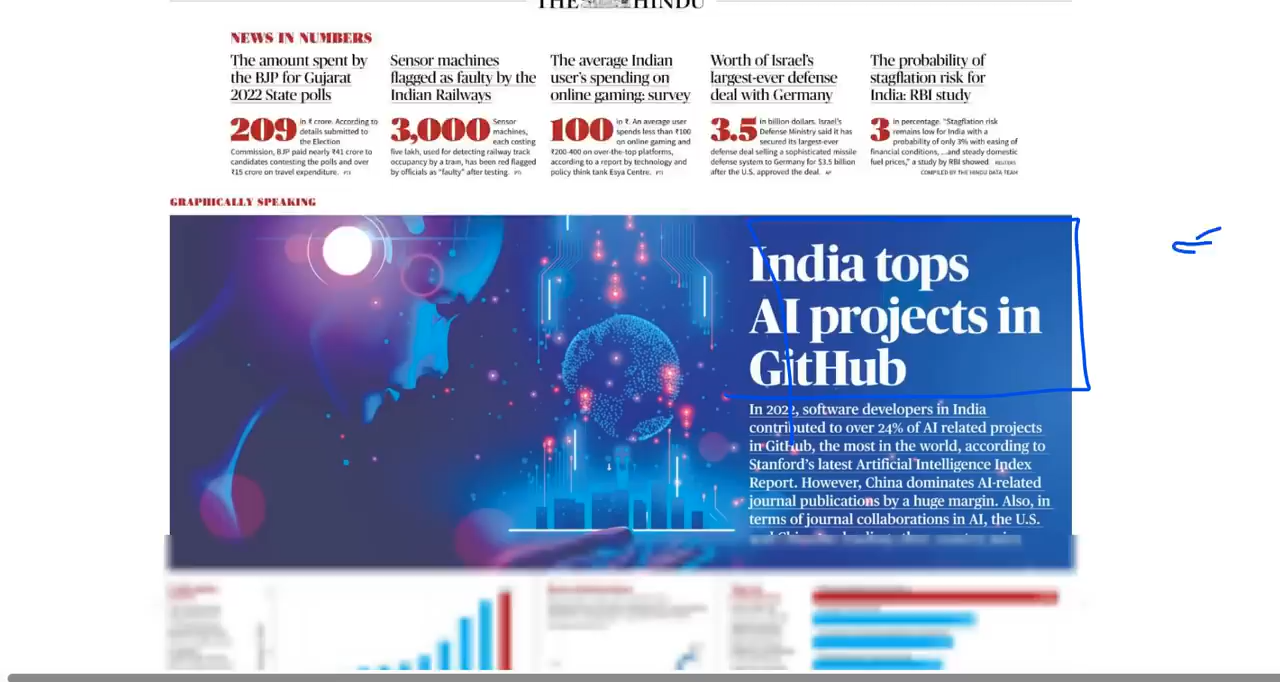 THE HINDU
NEWS IN NUMBERS
The amount spent by
the BJP for Gujarat
2022 State polls
209 in ₹ crore. According to
details submitted to
the Election
Commission, BJP paid nearly ₹41 crore to
candidates contesting the polls and over
₹15 crore on travel expenditure. PTI
Sensor machines
flagged as faulty by the
Indian Railways
3,000 Sensor
machines,
each costing
five lakh, used for detecting railway track
occupancy by a train, has been red flagged
by officials as "faulty" after testing. PTI
The average Indian
user's spending on
online gaming: survey
100 in ₹. An average user
spends less than ₹100
on online gaming and
₹200-400 on over-the-top platforms,
according to a report by technology and
policy think tank Esya Centre. PTI
Worth of Israel's
largest-ever defense
deal with Germany
3.5 in billion dollars. Israel's
Defense Ministry said it has
secured its largest-ever
defense deal selling a sophisticated missile
defense system to Germany for $3.5 billion
after the U.S. approved the deal. AP
The probability of
stagflation risk for
India: RBI study
3 in percentage. "Stagflation risk
remains low for India with a
probability of only 3% with easing of
financial conditions, ...and steady domestic
fuel prices," a study by RBI showed. REUTERS
COMPILED BY THE HINDU DATA TEAM
GRAPHICALLY SPEAKING
India tops
AI projects in
GitHub
In 2022, software developers in India
contributed to over 24% of AI related projects
in GitHub, the most in the world, according to
Stanford's latest Artificial Intelligence Index
Report. However, China dominates AI-related
journal publications by a huge margin. Also, in
terms of journal collaborations in AI, the U.S.